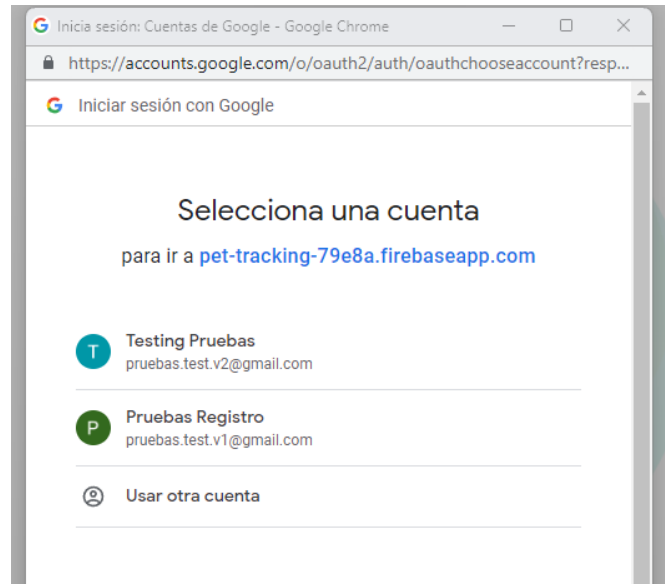 Inicia sesión: Cuentas de Google - Google Chrome
https://accounts.google.com/o/oauth2/auth/oauthchooseaccount?resp...
Iniciar sesión con Google
Selecciona una cuenta
para ir a pet-tracking-79e8a.firebaseapp.com
T
Testing Pruebas
pruebas.test.v2@gmail.com
P
Pruebas Registro
pruebas.test.v1@gmail.com
Usar otra cuenta